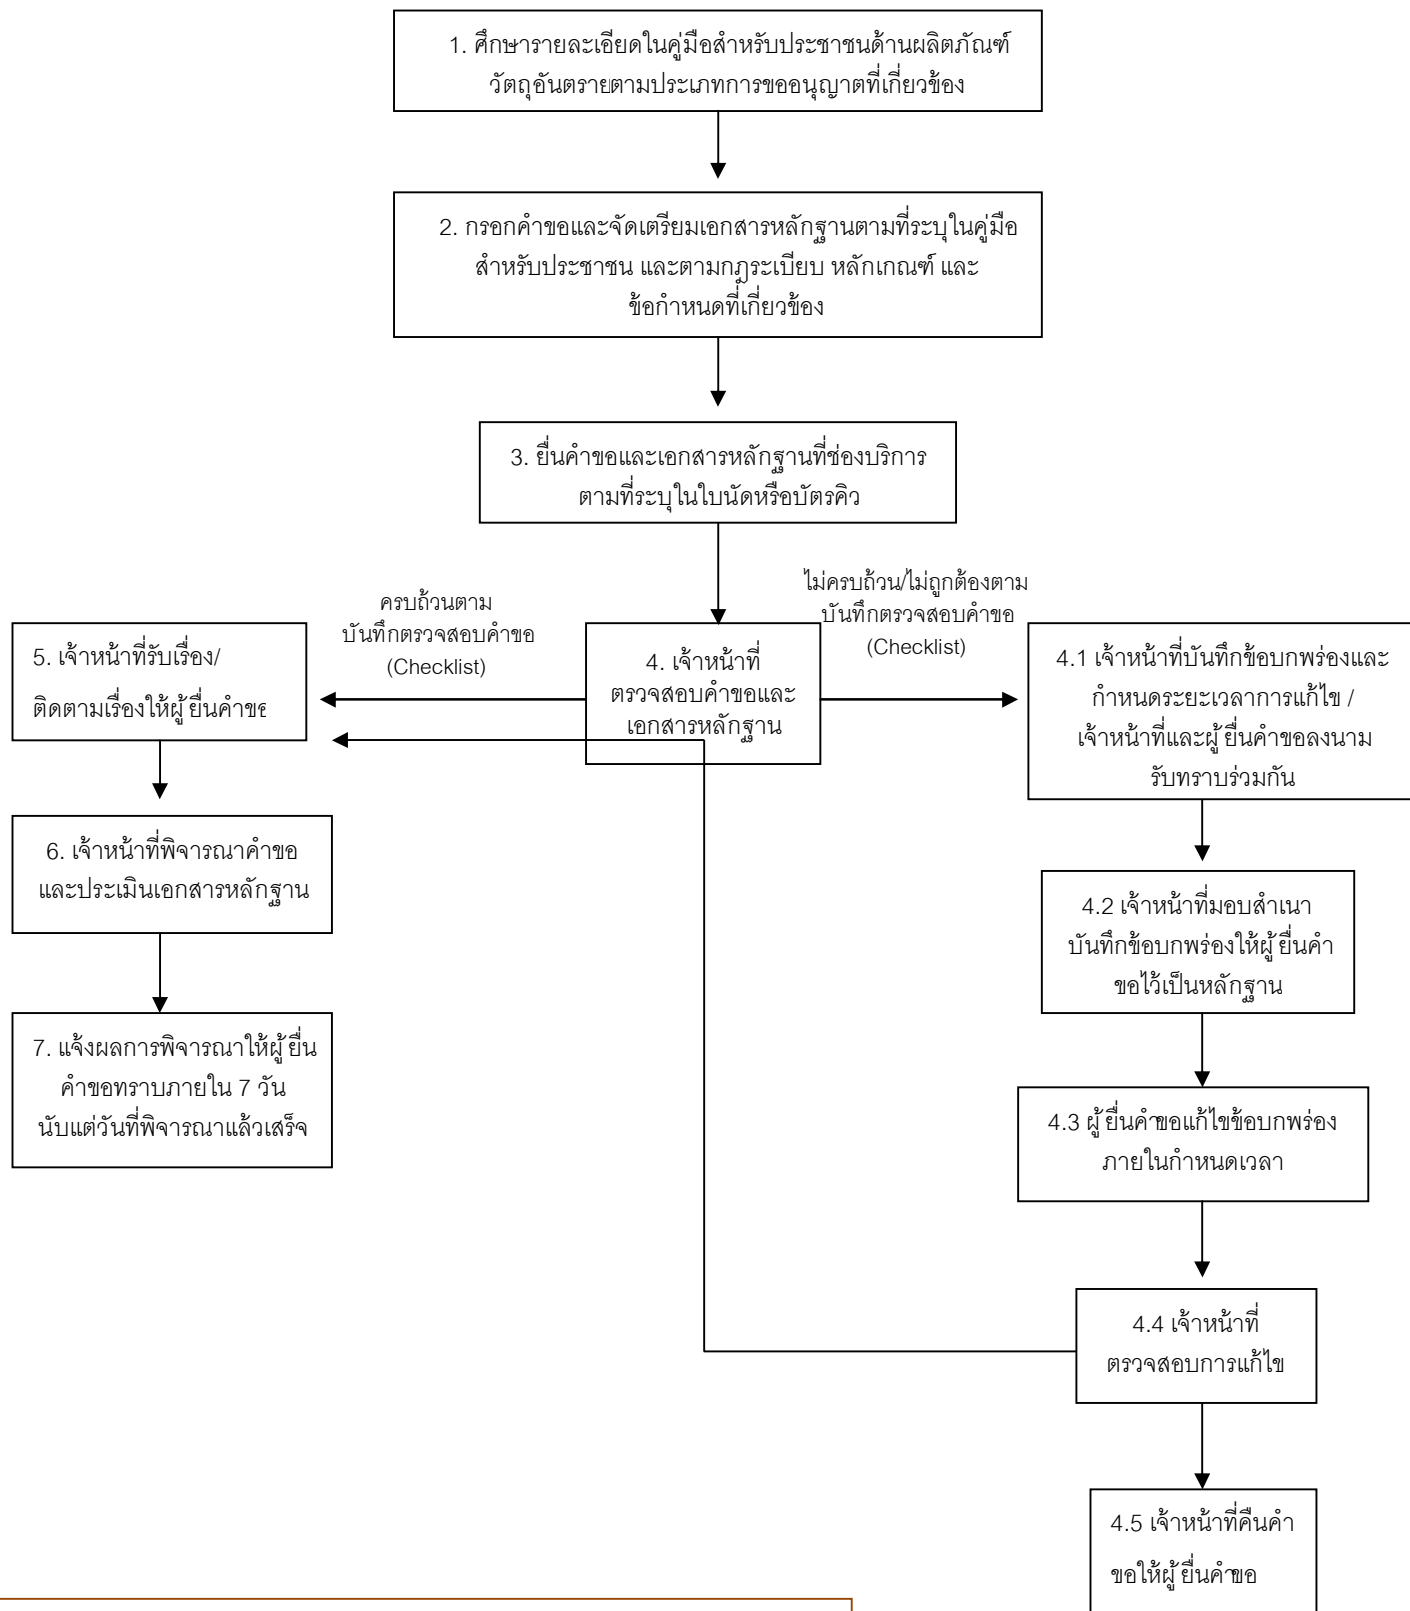 1. ศึกษารายละเอียดในคู่มือสำหรับประชาชนด้านผลิตภัณฑ์
วัตถุอันตรายตามประเภทการขออนุญาตที่เกี่ยวข้อง
2. กรอกคำขอและจัดเตรียมเอกสารหลักฐานตามที่ระบุในคู่มือ
สำหรับประชาชน และตามกฎระเบียบ หลักเกณฑ์ และ
ข้อกำหนดที่เกี่ยวข้อง
3. ยื่นคำขอและเอกสารหลักฐานที่ช่องบริการ
ตามที่ระบุในใบนัดหรือบัตรคิว
ครบถ้วนตาม
บันทึกตรวจสอบคำขอ
(Checklist)
ไม่ครบถ้วน/ไม่ถูกต้องตาม
บันทึกตรวจสอบคำขอ
(Checklist)
4. เจ้าหน้าที่
ตรวจสอบคำขอและ
เอกสารหลักฐาน
5. เจ้าหน้าที่รับเรื่อง/
ติดตามเรื่องให้ผู้ยื่นคำขอ
6. เจ้าหน้าที่พิจารณาคำขอ
และประเมินเอกสารหลักฐาน
7. แจ้งผลการพิจารณาให้ผู้ยื่น
คำขอทราบภายใน 7 วัน
นับแต่วันที่พิจารณาแล้วเสร็จ
4.1 เจ้าหน้าที่บันทึกข้อบกพร่องและ
กำหนดระยะเวลาการแก้ไข /
เจ้าหน้าที่และผู้ยื่นคำขอลงนาม
รับทราบร่วมกัน
4.2 เจ้าหน้าที่มอบสำเนา
บันทึกข้อบกพร่องให้ผู้ยื่นคำ
ขอไว้เป็นหลักฐาน
4.3 ผู้ยื่นคำขอแก้ไขข้อบกพร่อง
ภายในกำหนดเวลา
4.4 เจ้าหน้าที่
ตรวจสอบการแก้ไข
4.5 เจ้าหน้าที่คืนคำ
ขอให้ผู้ยื่นคำขอ